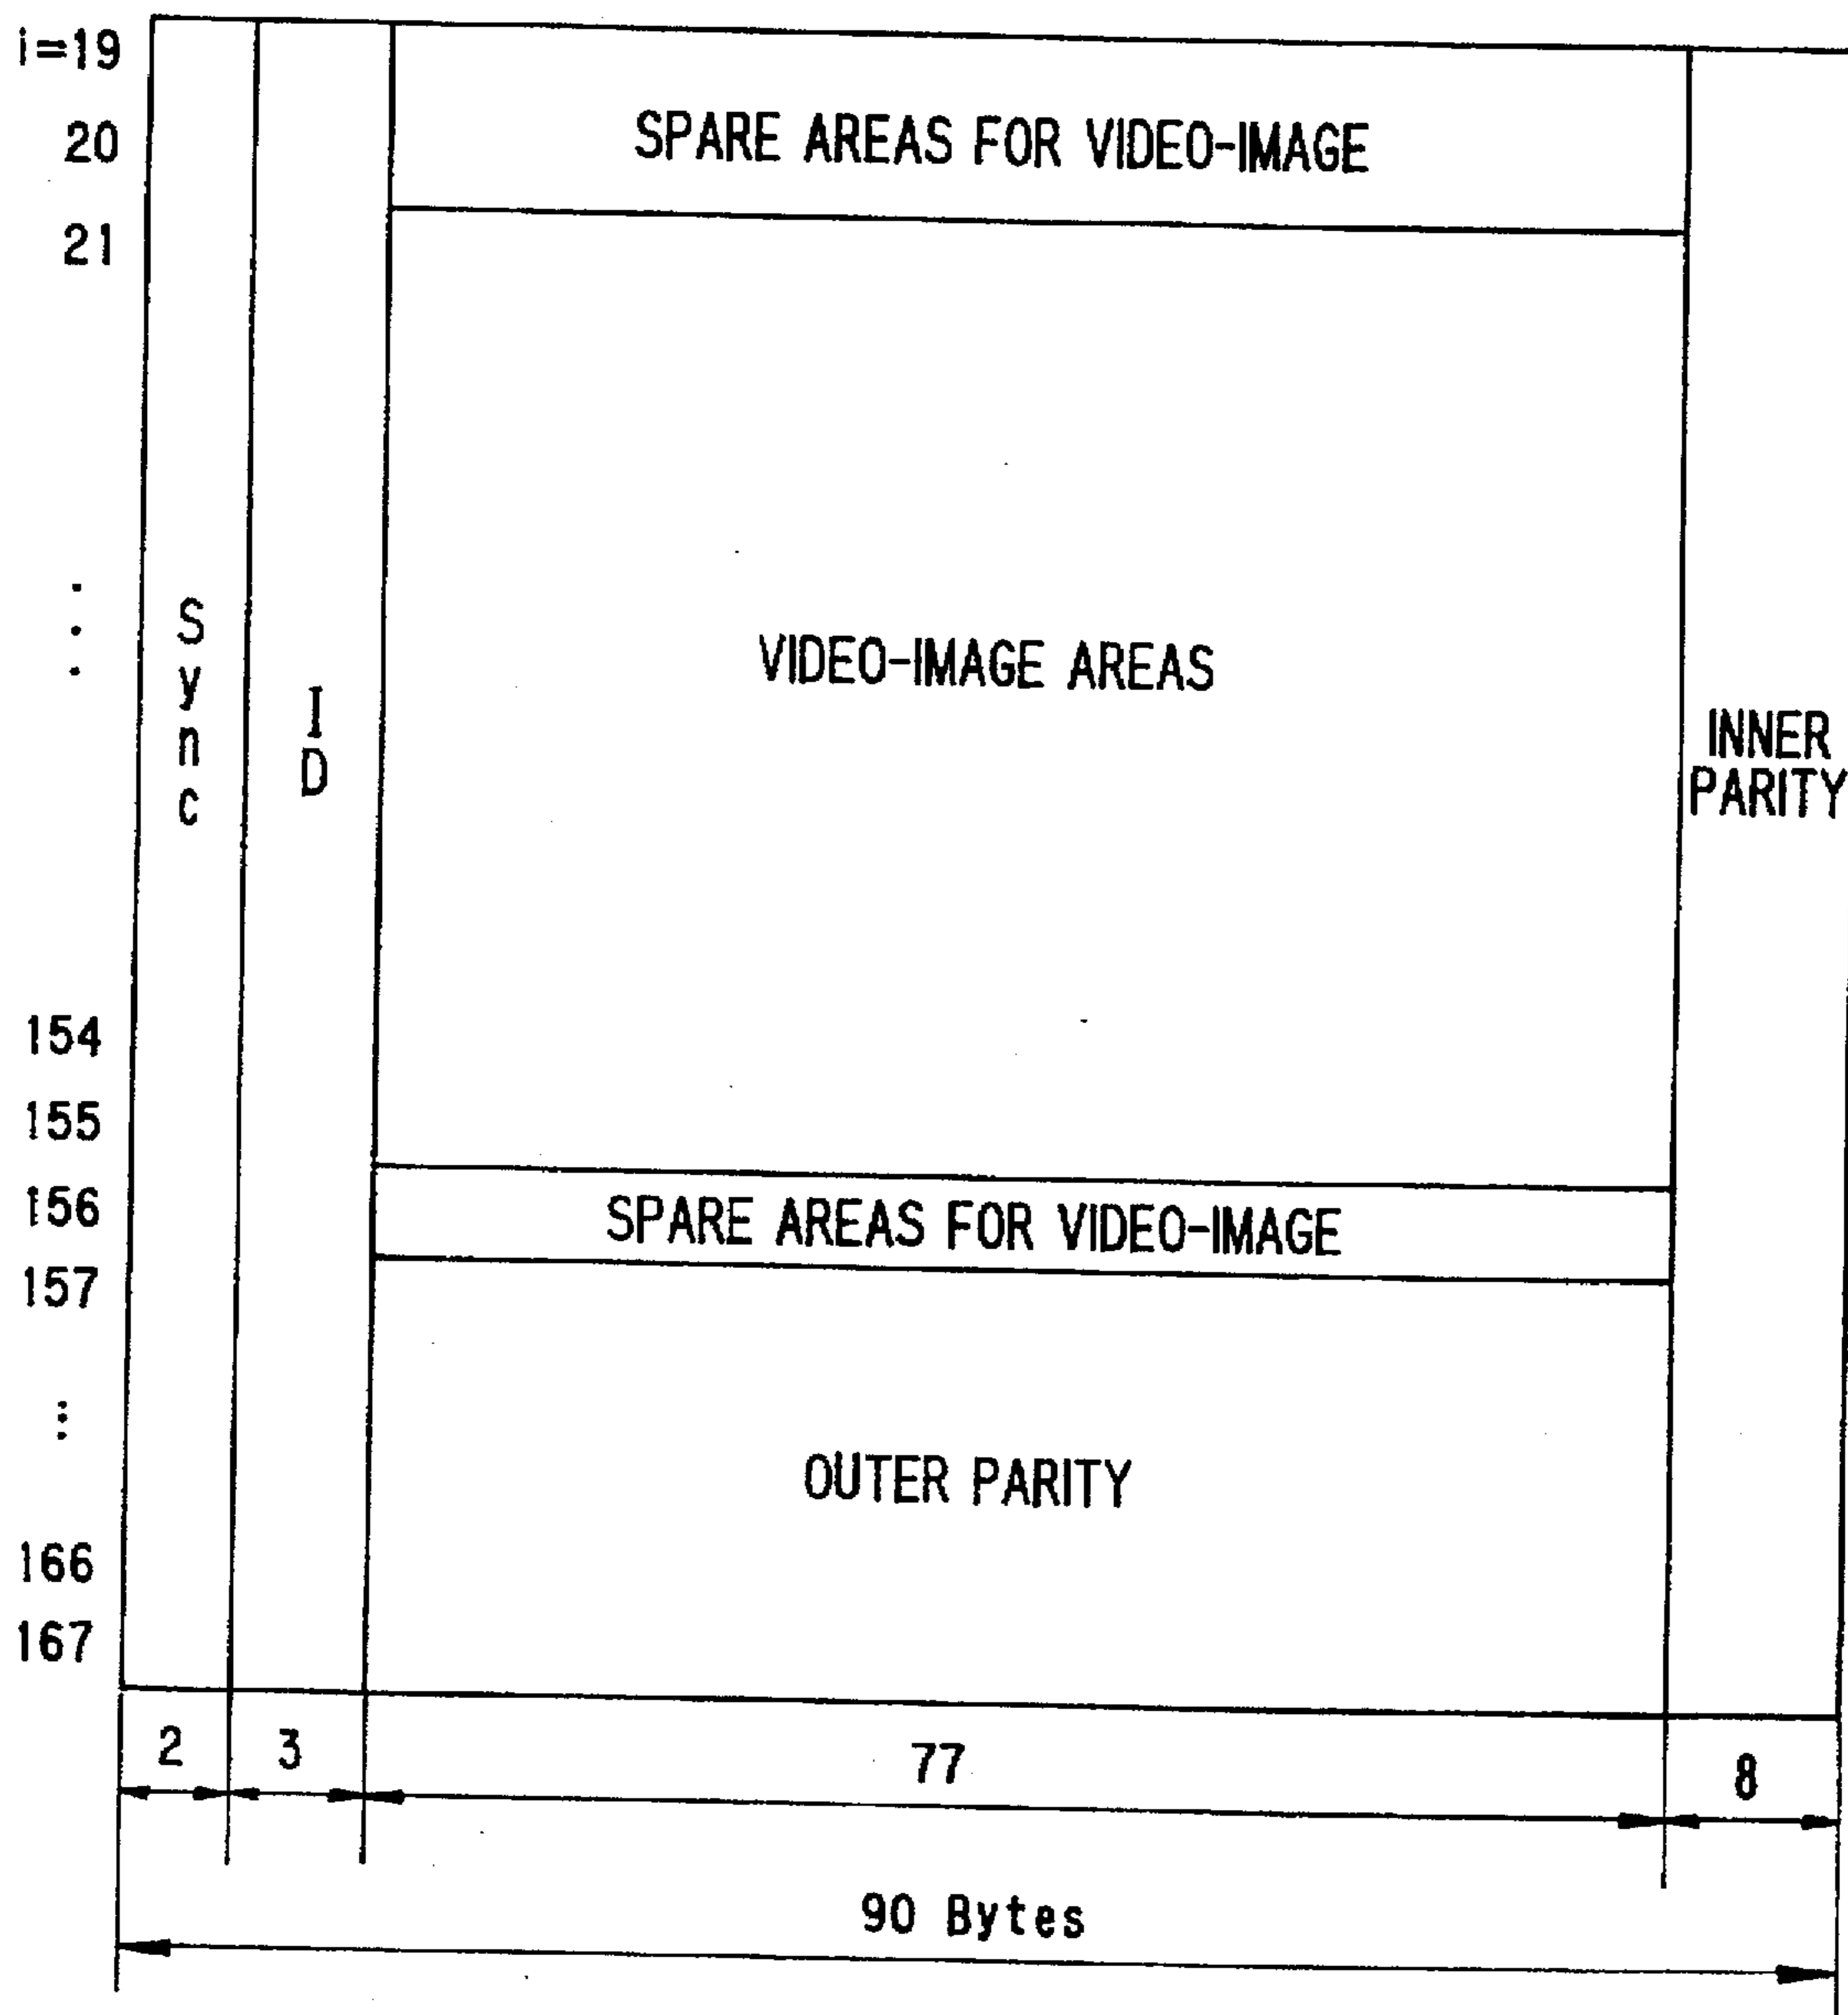 i=19
20
SPARE AREAS FOR VIDEO-IMAGE
21
.
.
.
Sync
ID
VIDEO-IMAGE AREAS
INNER
PARITY
154
155
156
SPARE AREAS FOR VIDEO-IMAGE
157
⋮
OUTER PARITY
166
167
2 3 77 8
90 Bytes